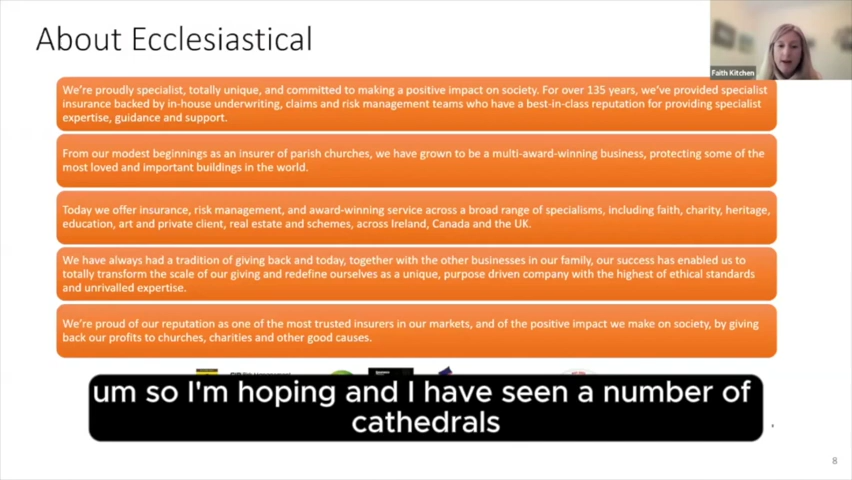 About Ecclesiastical
Faith Kitchen
We're proudly specialist, totally unique, and committed to making a positive impact on society. For over 135 years, we've provided specialist
insurance backed by in-house underwriting, claims and risk management teams who have a best-in-class reputation for providing specialist
expertise, guidance and support.
From our modest beginnings as an insurer of parish churches, we have grown to be a multi-award-winning business, protecting some of the
most loved and important buildings in the world.
Today we offer insurance, risk management, and award-winning service across a broad range of specialisms, including faith, charity, heritage,
education, art and private client, real estate and schemes, across Ireland, Canada and the UK.
We have always had a tradition of giving back and today, together with the other businesses in our family, our success has enabled us to
totally transform the scale of our giving and redefine ourselves as a unique, purpose driven company with the highest of ethical standards
and unrivalled expertise.
We're proud of our reputation as one of the most trusted insurers in our markets, and of the positive impact we make on society, by giving
back our profits to churches, charities and other good causes.
um so I'm hoping and I have seen a number of
cathedrals
8